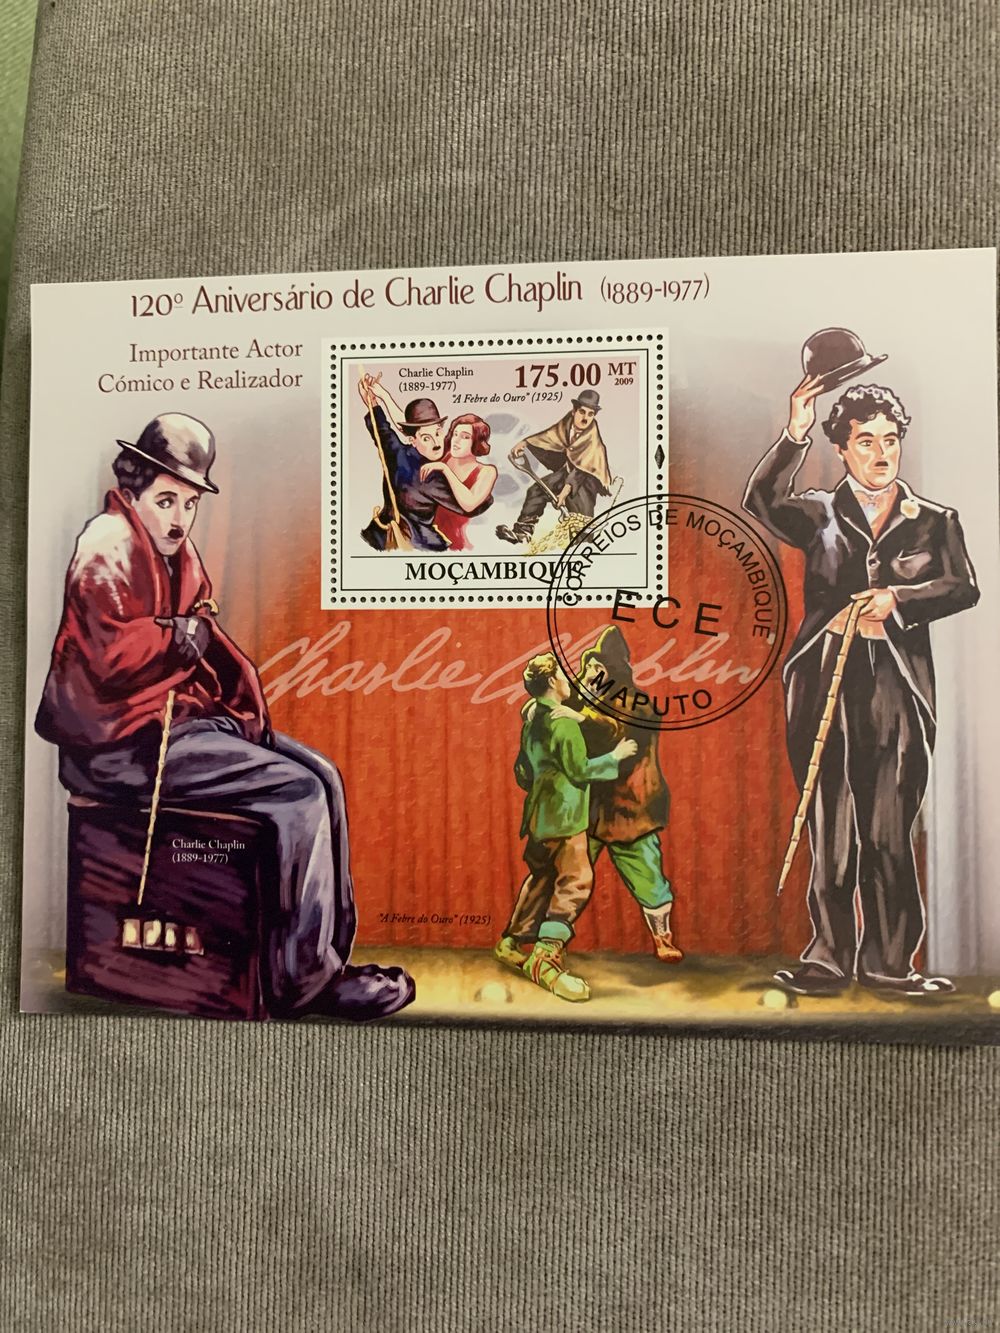 120º Aniversário de Charlie Chaplin (1889-1977)
Importante Actor
Cómico e Realizador
Charlie Chaplin
(1889-1977)
175.00 MT
2009
"A Febre do Ouro" (1925)
MOÇAMBIQUE
CORREIOS DE MOÇAMBIQUE
ECE
MAPUTO
Charlie Chaplin
Charlie Chaplin
(1889-1977)
"A Febre do Ouro" (1925)